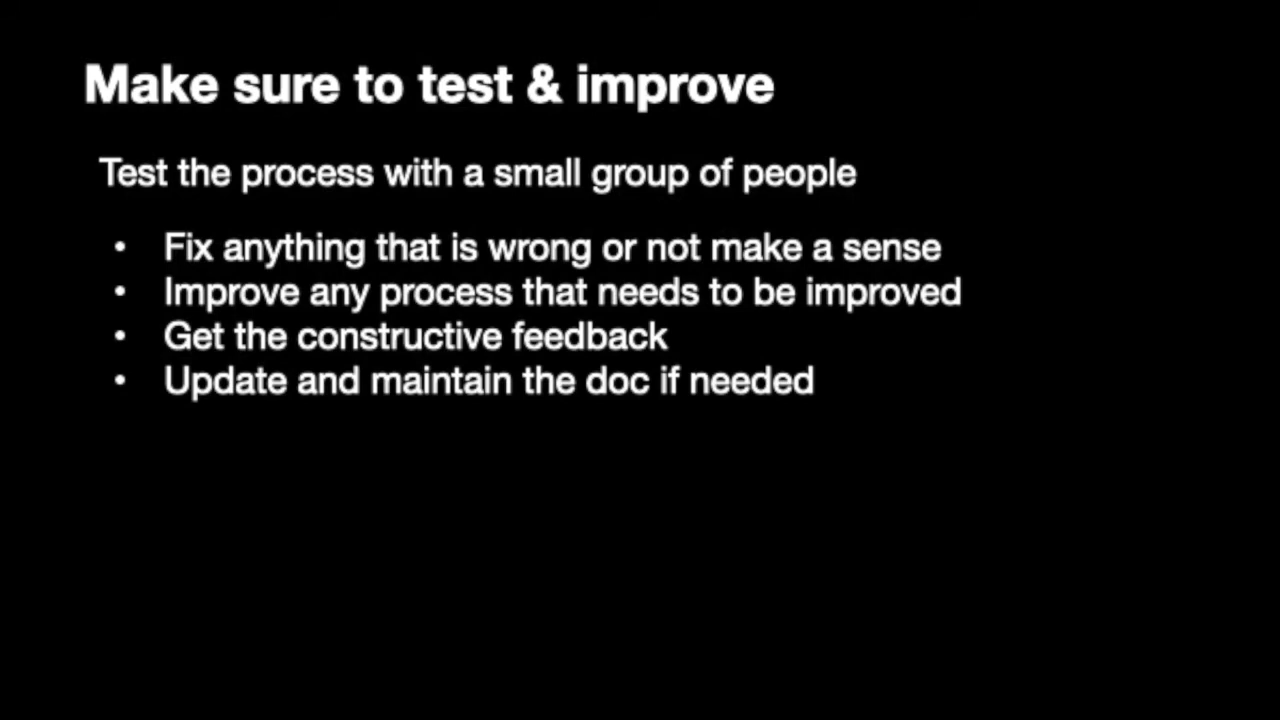 Make sure to test & improve
Test the process with a small group of people
• Fix anything that is wrong or not make a sense
• Improve any process that needs to be improved
• Get the constructive feedback
• Update and maintain the doc if needed